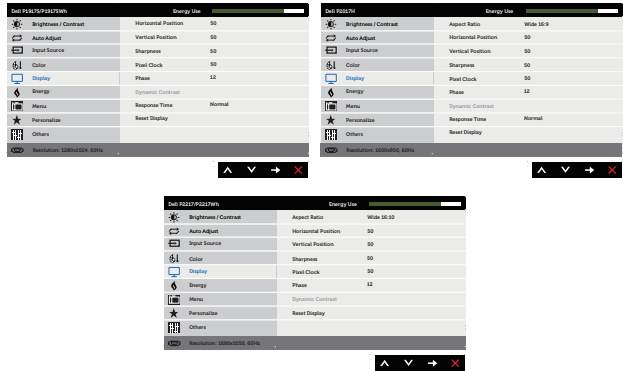 Dell P1917S/P1917SWh Energy Use
Brightness / Contrast Horizontal Position 50
Auto Adjust Vertical Position 50
Input Source Sharpness 50
Color Pixel Clock 50
Display Phase 12
Energy Dynamic Contrast
Menu Response Time Normal
Personalize Reset Display
Others
Resolution: 1280x1024, 60Hz
Dell P2017H Energy Use
Brightness / Contrast Aspect Ratio Wide 16:9
Auto Adjust Horizontal Position 50
Input Source Vertical Position 50
Color Sharpness 50
Display Pixel Clock 50
Energy Phase 12
Menu Dynamic Contrast
Personalize Response Time Normal
Others Reset Display
Resolution: 1600x900, 60Hz
Dell P2217/P2217Wh Energy Use
Brightness / Contrast Aspect Ratio Wide 16:10
Auto Adjust Horizontal Position 50
Input Source Vertical Position 50
Color Sharpness 50
Display Pixel Clock 50
Energy Phase 12
Menu Dynamic Contrast
Personalize Reset Display
Others
Resolution: 1680x1050, 60Hz